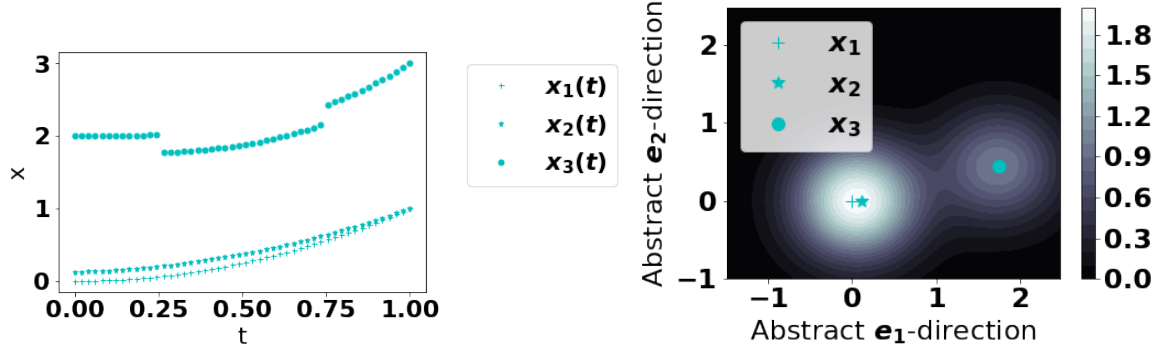 3
2
1
0
x
0.00 0.25 0.50 0.75 1.00
t
x₁(t)
x₂(t)
x₃(t)
2
1
0
−1
Abstract e₂-direction
x₁
x₂
x₃
−1 0 1 2
Abstract e₁-direction
1.8
1.5
1.2
0.9
0.6
0.3
0.0